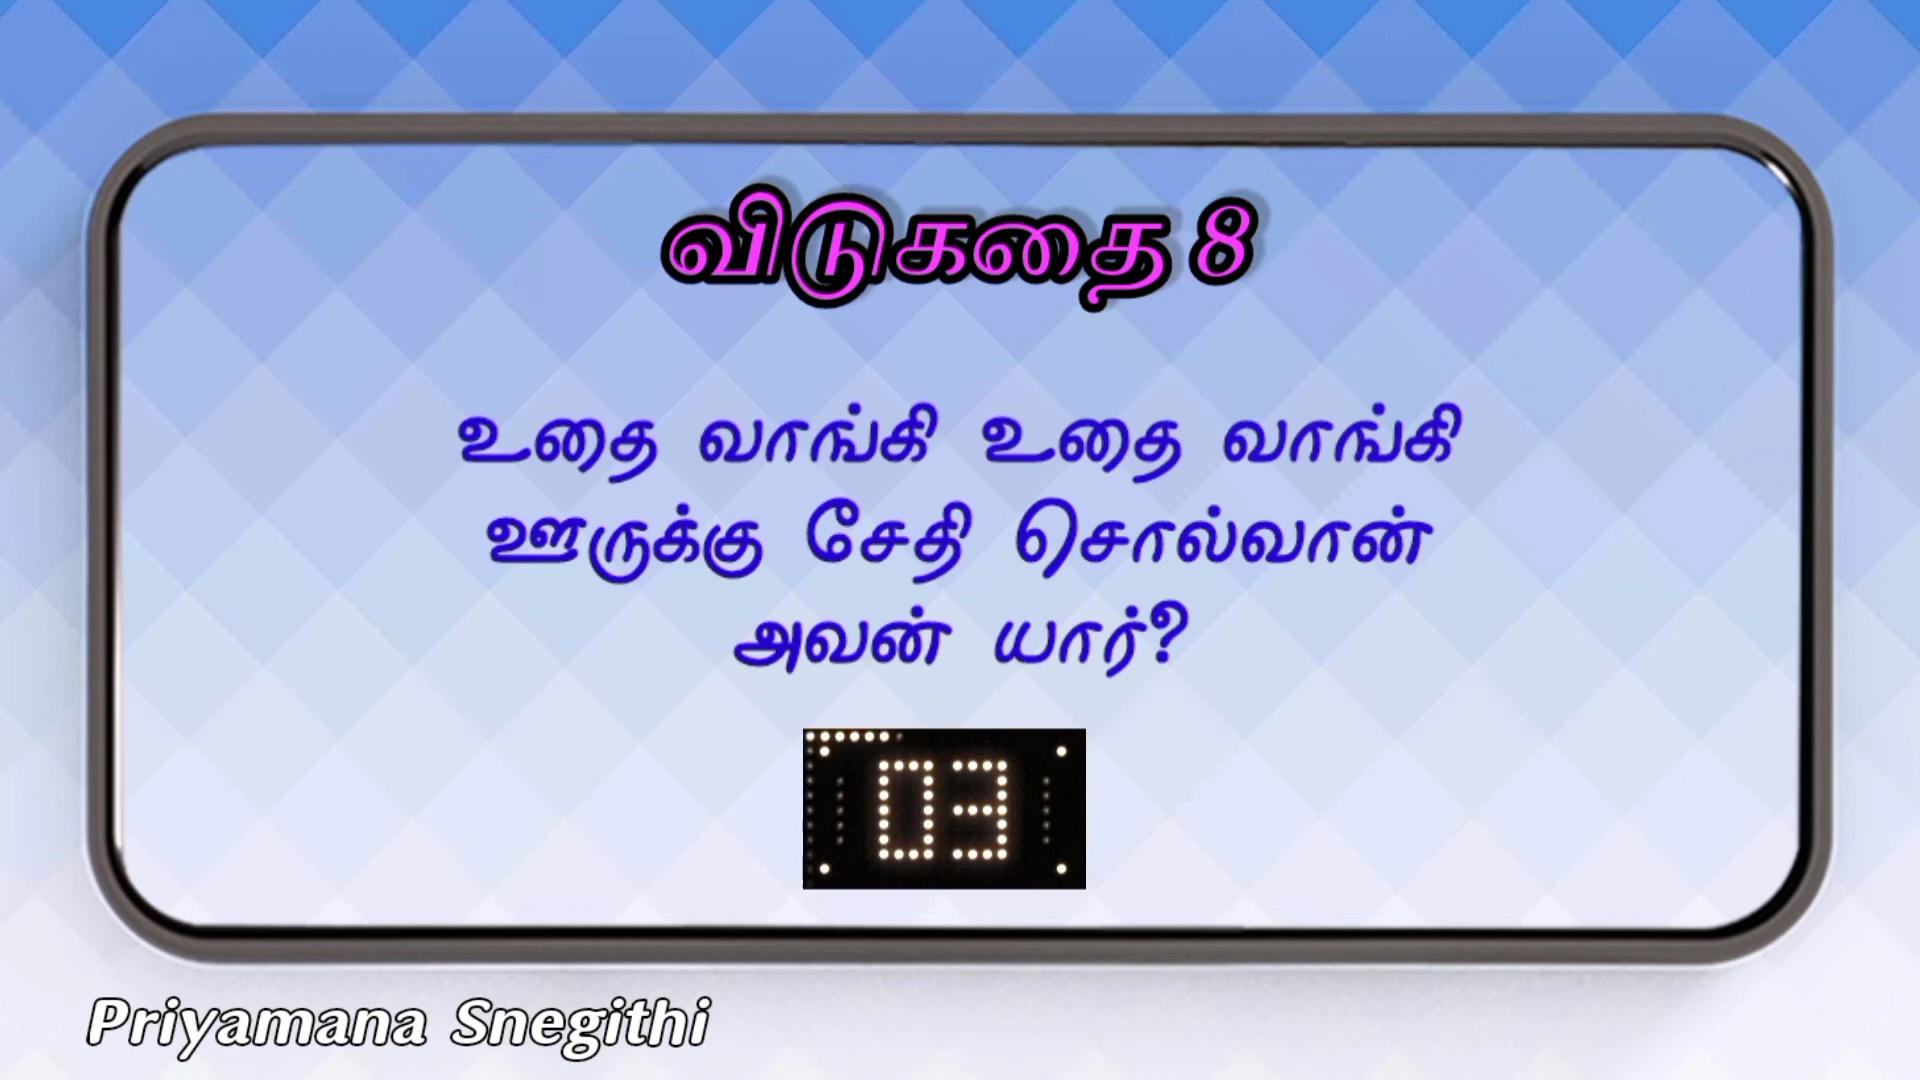 விடுகதை 8
உதை வாங்கி உதை வாங்கி
ஊருக்கு சேதி சொல்வான்
அவன் யார்?
03
Priyamana Snegithi